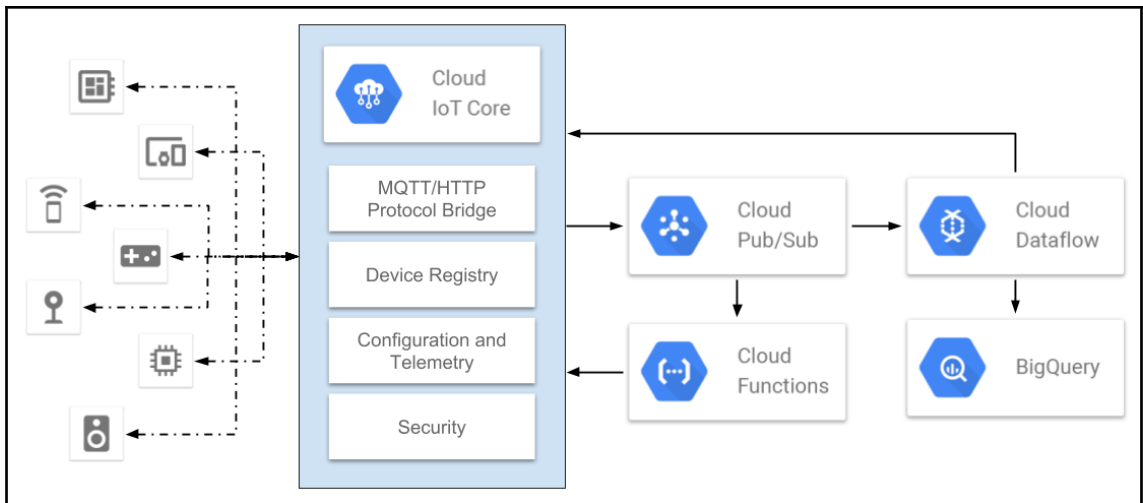 Cloud
IoT Core
MQTT/HTTP
Protocol Bridge
Device Registry
Configuration and
Telemetry
Security
Cloud
Pub/Sub
Cloud
Dataflow
Cloud
Functions
BigQuery